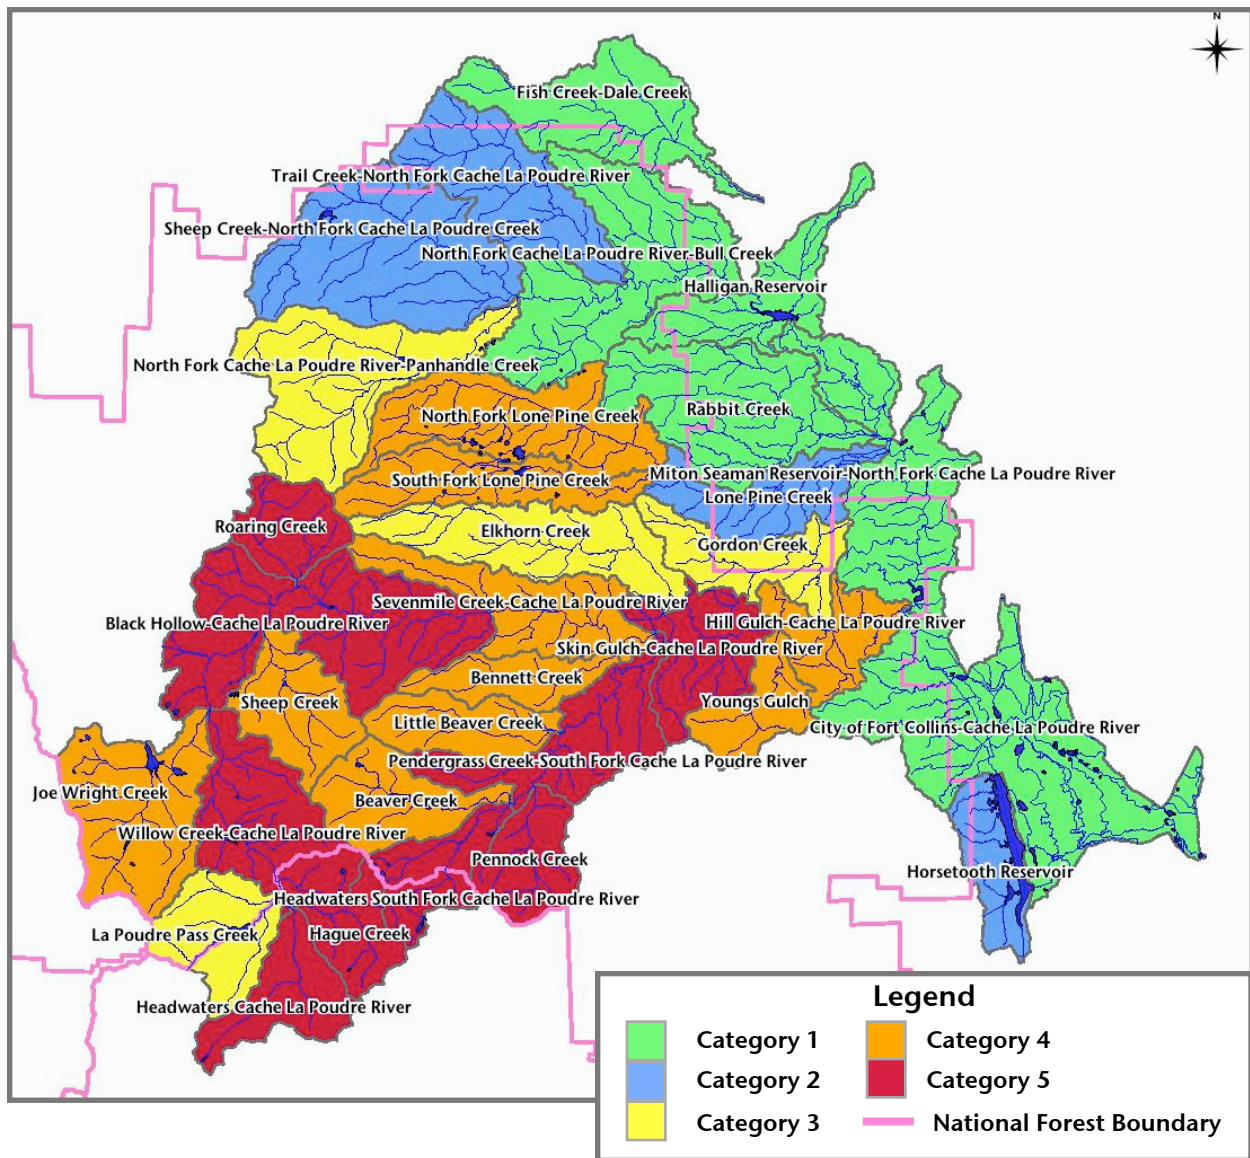 N
Fish Creek-Dale Creek
Trail Creek-North Fork Cache La Poudre River
Sheep Creek-North Fork Cache La Poudre Creek
North Fork Cache La Poudre River-Bull Creek
Halligan Reservoir
North Fork Cache La Poudre River-Panhandle Creek
Rabbit Creek
North Fork Lone Pine Creek
Miton Seaman Reservoir-North Fork Cache La Poudre River
South Fork Lone Pine Creek
Lone Pine Creek
Roaring Creek
Elkhorn Creek
Gordon Creek
Sevenmile Creek-Cache La Poudre River
Black Hollow-Cache La Poudre River
Hill Gulch-Cache La Poudre River
Skin Gulch-Cache La Poudre River
Bennett Creek
Sheep Creek
Youngs Gulch
Little Beaver Creek
City of Fort Collins-Cache La Poudre River
Pendergrass Creek-South Fork Cache La Poudre River
Joe Wright Creek
Beaver Creek
Willow Creek-Cache La Poudre River
Pennock Creek
Horsetooth Reservoir
Headwaters South Fork Cache La Poudre River
La Poudre Pass Creek
Hague Creek
Headwaters Cache La Poudre River
Legend
Category 1
Category 4
Category 2
Category 5
Category 3
National Forest Boundary